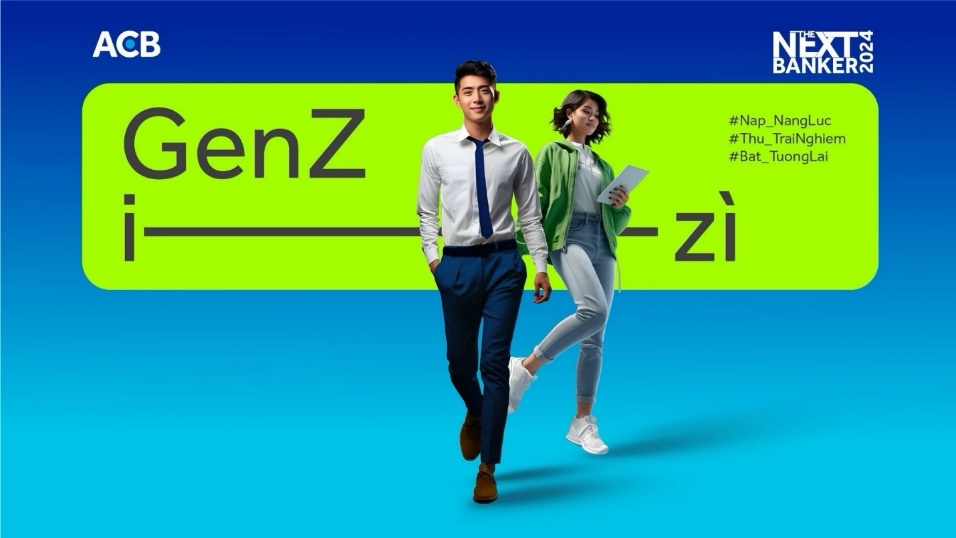 ACB
THE
NEXT
BANKER
2024
GenZ
i zì
#Nap_NangLuc
#Thu_TraiNghiem
#Bat_TuongLai